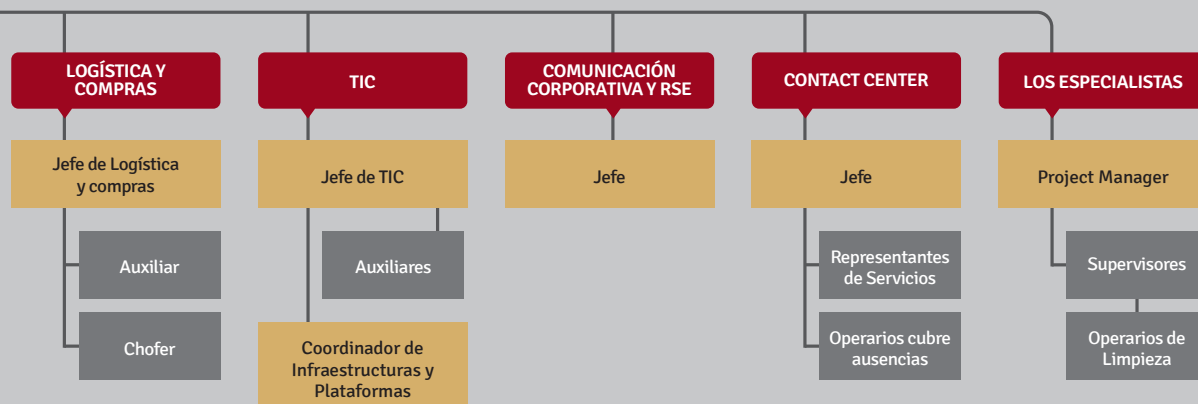 LOGÍSTICA Y
COMPRAS
TIC
COMUNICACIÓN
CORPORATIVA Y RSE
CONTACT CENTER
LOS ESPECIALISTAS
Jefe de Logística
y compras
Jefe de TIC
Jefe
Jefe
Project Manager
Auxiliar
Auxiliares
Representantes
de Servicios
Supervisores
Chofer
Coordinador de
Infraestructuras y
Plataformas
Operarios cubre
ausencias
Operarios de
Limpieza